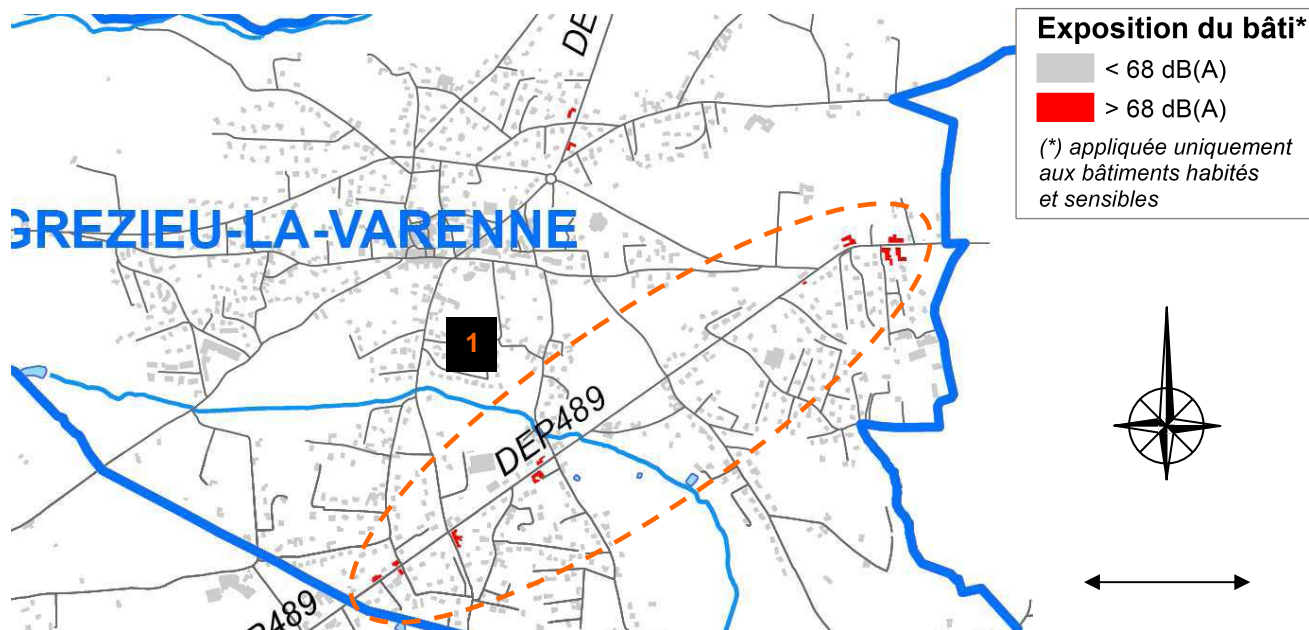 DE
GREZIEU-LA-VARENNE
1
DEP489
P489
Exposition du bâti*
< 68 dB(A)
> 68 dB(A)
(*) appliquée uniquement
aux bâtiments habités
et sensibles